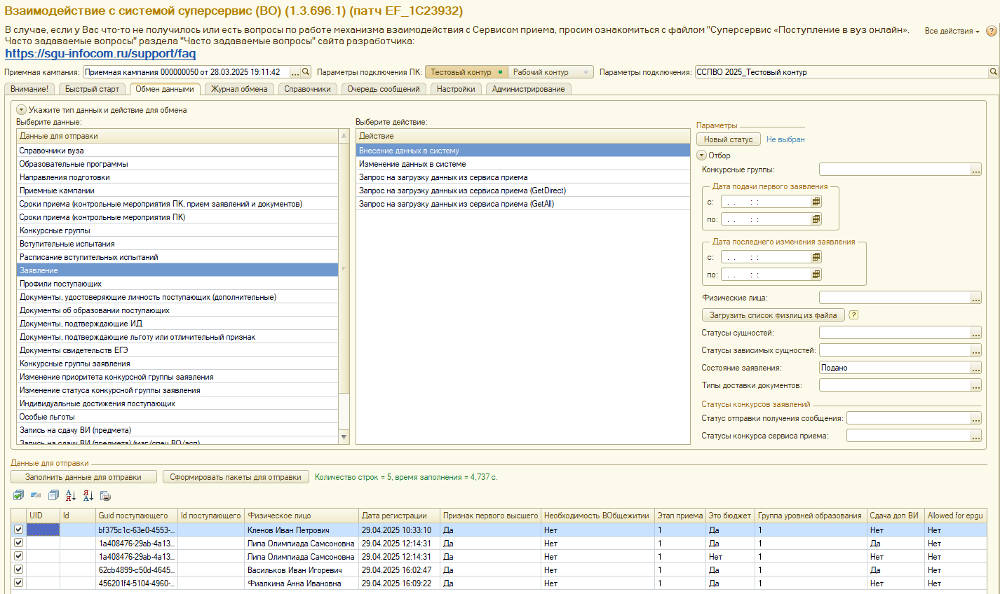 Взаимодействие с системой суперсервис (ВО) (1.3.696.1) (патч EF_1C23932)
В случае, если у Вас что-то не получилось или есть вопросы по работе механизма взаимодействия с Сервисом приема, просим ознакомиться с файлом "Суперсервис «Поступление в вуз онлайн».
Часто задаваемые вопросы" раздела "Часто задаваемые вопросы" сайта разработчика:
https://sgu-infocom.ru/support/faq
Все действия
Приемная кампания: Приемная кампания 000000050 от 28.03.2025 19:11:42 ... Параметры подключения ПК: Тестовый контур Рабочий контур Параметры подключения: ССПВО 2025_Тестовый контур
Внимание! Быстрый старт Обмен данными Журнал обмена Справочники Очередь сообщений Настройки Администрирование
Укажите тип данных и действие для обмена
Выберите данные:
Данные для отправки
Справочники вуза
Образовательные программы
Направления подготовки
Приемные кампании
Сроки приема (контрольные мероприятия ПК, прием заявлений и документов)
Сроки приема (контрольные мероприятия ПК)
Конкурсные группы
Вступительные испытания
Расписание вступительных испытаний
Заявление
Профили поступающих
Документы, удостоверяющие личность поступающих (дополнительные)
Документы об образовании поступающих
Документы, подтверждающие ИД
Документы, подтверждающие льготу или отличительный признак
Документы свидетельств ЕГЭ
Конкурсные группы заявления
Изменение приоритета конкурсной группы заявления
Изменение статуса конкурсной группы заявления
Индивидуальные достижения поступающих
Особые льготы
Запись на сдачу ВИ (предмета)
Запись на сдачу ВИ (предмета) (маг/спец ВО/асп)
Выберите действие:
Действие
Внесение данных в систему
Изменение данных в системе
Запрос на загрузку данных из сервиса приема
Запрос на загрузку данных из сервиса приема (GetDirect)
Запрос на загрузку данных из сервиса приема (GetAll)
Параметры
Новый статус Не выбран
Отбор
Конкурсные группы: ...
Дата подачи первого заявления
с: . . : :
по: . . : :
Дата последнего изменения заявления
с: . . : :
по: . . : :
Физические лица: ...
Загрузить список физлиц из файла ?
Статусы сущностей: ...
Статусы зависимых сущностей: ...
Состояние заявления: Подано ...
Типы доставки документов: ...
Статусы конкурсов заявлений
Статус отправки получения сообщения: ...
Статусы конкурса сервиса приема: ...
Данные для отправки
Заполнить данные для отправки Сформировать пакеты для отправки Количество строк = 5, время заполнения = 4,737 с.
UID Id Guid поступающего Id поступающего Физическое лицо Дата регистрации Признак первого высшего Необходимость ВОбщежитии Этап приема Это бюджет Группа уровней образования Сдача доп ВИ Allowed for epgu
bf375c1c-63e0-4553-... Кленов Иван Петрович 29.04.2025 10:33:10 Да Нет 1 Да 1 Нет Нет
1a408476-29ab-4a13... Липа Олимпиада Самсоновна 29.04.2025 12:14:31 Да Нет 1 Да 1 Да Нет
1a408476-29ab-4a13... Липа Олимпиада Самсоновна 29.04.2025 12:14:31 Да Нет 1 Нет 1 Нет Нет
62cb4899-c50d-4645... Васильков Иван Игоревич 29.04.2025 16:02:47 Да Нет 1 Да 1 Да Нет
456201f4-5104-4960-... Фиалкина Анна Ивановна 29.04.2025 16:09:22 Да Нет 1 Да 1 Нет Нет